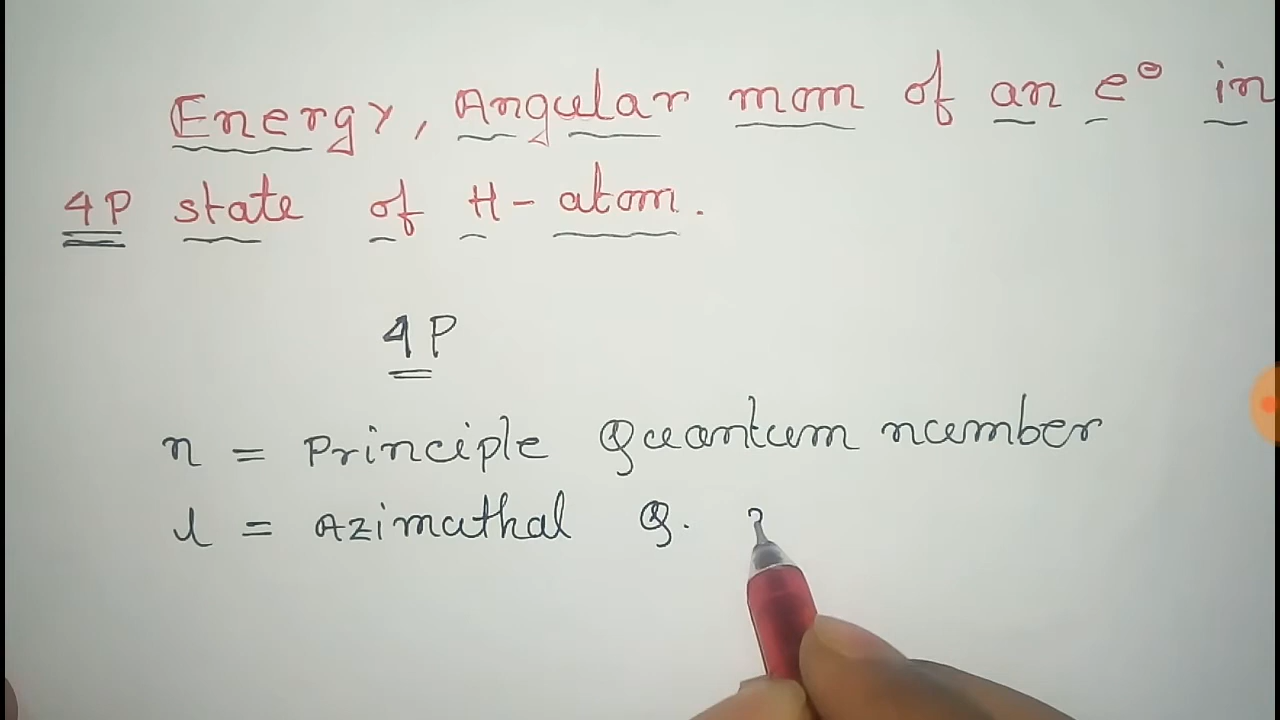 Energy, Angular mom of an e⊖ in
4P state of H-atom.
4P
n = Principle Quantum number
l = Azimuthal Q.